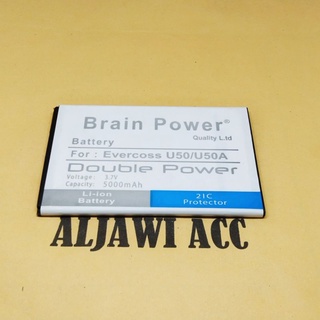 Brain Power®
Quality L.td
Battery
For : Evercoss U50/U50A
Double Power
Voltage: 3.7V
Capacity: 5000mAh
Li-ion
Battery
2IC
Protector
ALJAWI ACC